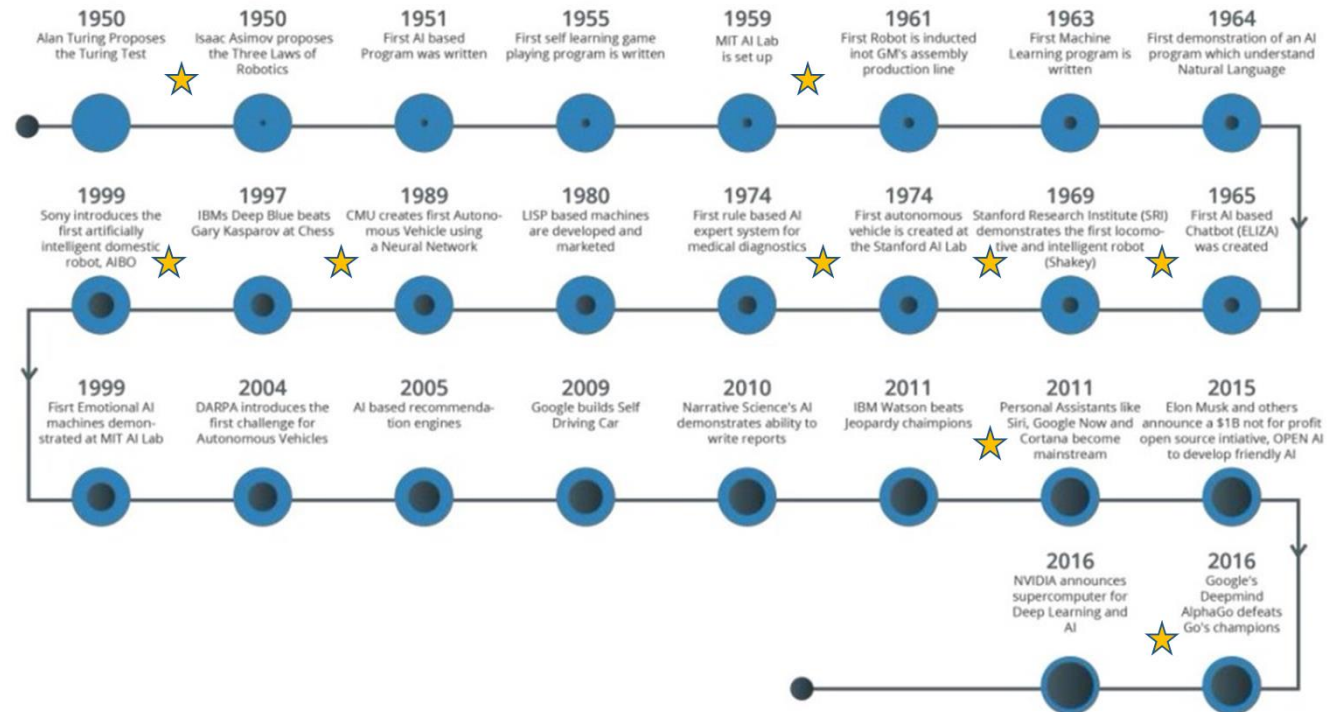 1950
Alan Turing Proposes
the Turing Test
1950
Isaac Asimov proposes
the Three Laws of
Robotics
1951
First AI based
Program was written
1955
First self learning game
playing program is written
1959
MIT AI Lab
is set up
1961
First Robot is inducted
inot GM's assembly
production line
1963
First Machine
Learning program is
written
1964
First demonstration of an AI
program which understand
Natural Language
1999
Sony introduces the
first artificially
intelligent domestic
robot, AIBO
1997
IBMs Deep Blue beats
Gary Kasparov at Chess
1989
CMU creates first Autono-
mous Vehicle using
a Neural Network
1980
LISP based machines
are developed and
marketed
1974
First rule based AI
expert system for
medical diagnostics
1974
First autonomous
vehicle is created at
the Stanford AI Lab
1969
Stanford Research Institute (SRI)
demonstrates the first locomo-
tive and intelligent robot
(Shakey)
1965
First AI based
Chatbot (ELIZA)
was created
1999
Fisrt Emotional AI
machines demon-
strated at MIT AI Lab
2004
DARPA introduces the
first challenge for
Autonomous Vehicles
2005
AI based recommenda-
tion engines
2009
Google builds Self
Driving Car
2010
Narrative Science's AI
demonstrates ability to
write reports
2011
IBM Watson beats
Jeopardy chaimpions
2011
Personal Assistants like
Siri, Google Now and
Cortana become
mainstream
2015
Elon Musk and others
announce a $1B not for profit
open source intiative, OPEN AI
to develop friendly AI
2016
NVIDIA announces
supercomputer for
Deep Learning and
AI
2016
Google's
Deepmind
AlphaGo defeats
Go's champions